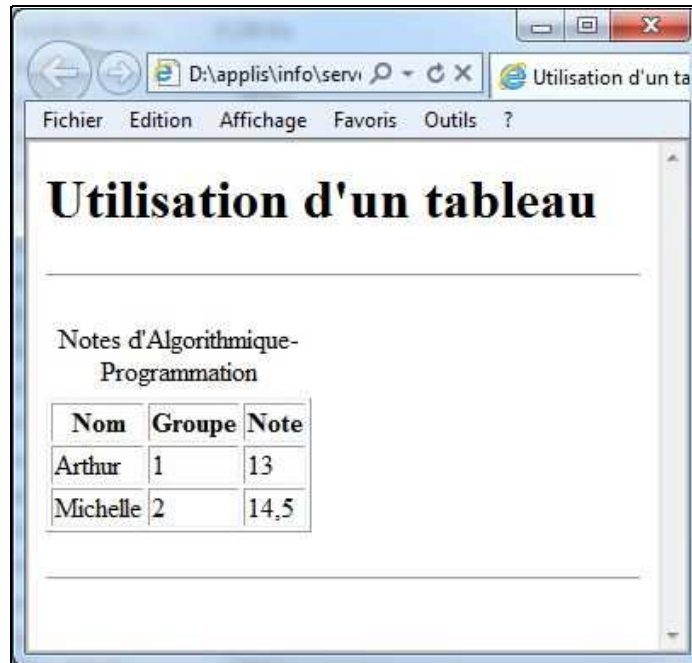 D:\applis\info\serv
Utilisation d'un ta
Fichier Edition Affichage Favoris Outils ?
Utilisation d'un tableau
Notes d'Algorithmique-
Programmation
Nom Groupe Note
Arthur 1 13
Michelle 2 14,5